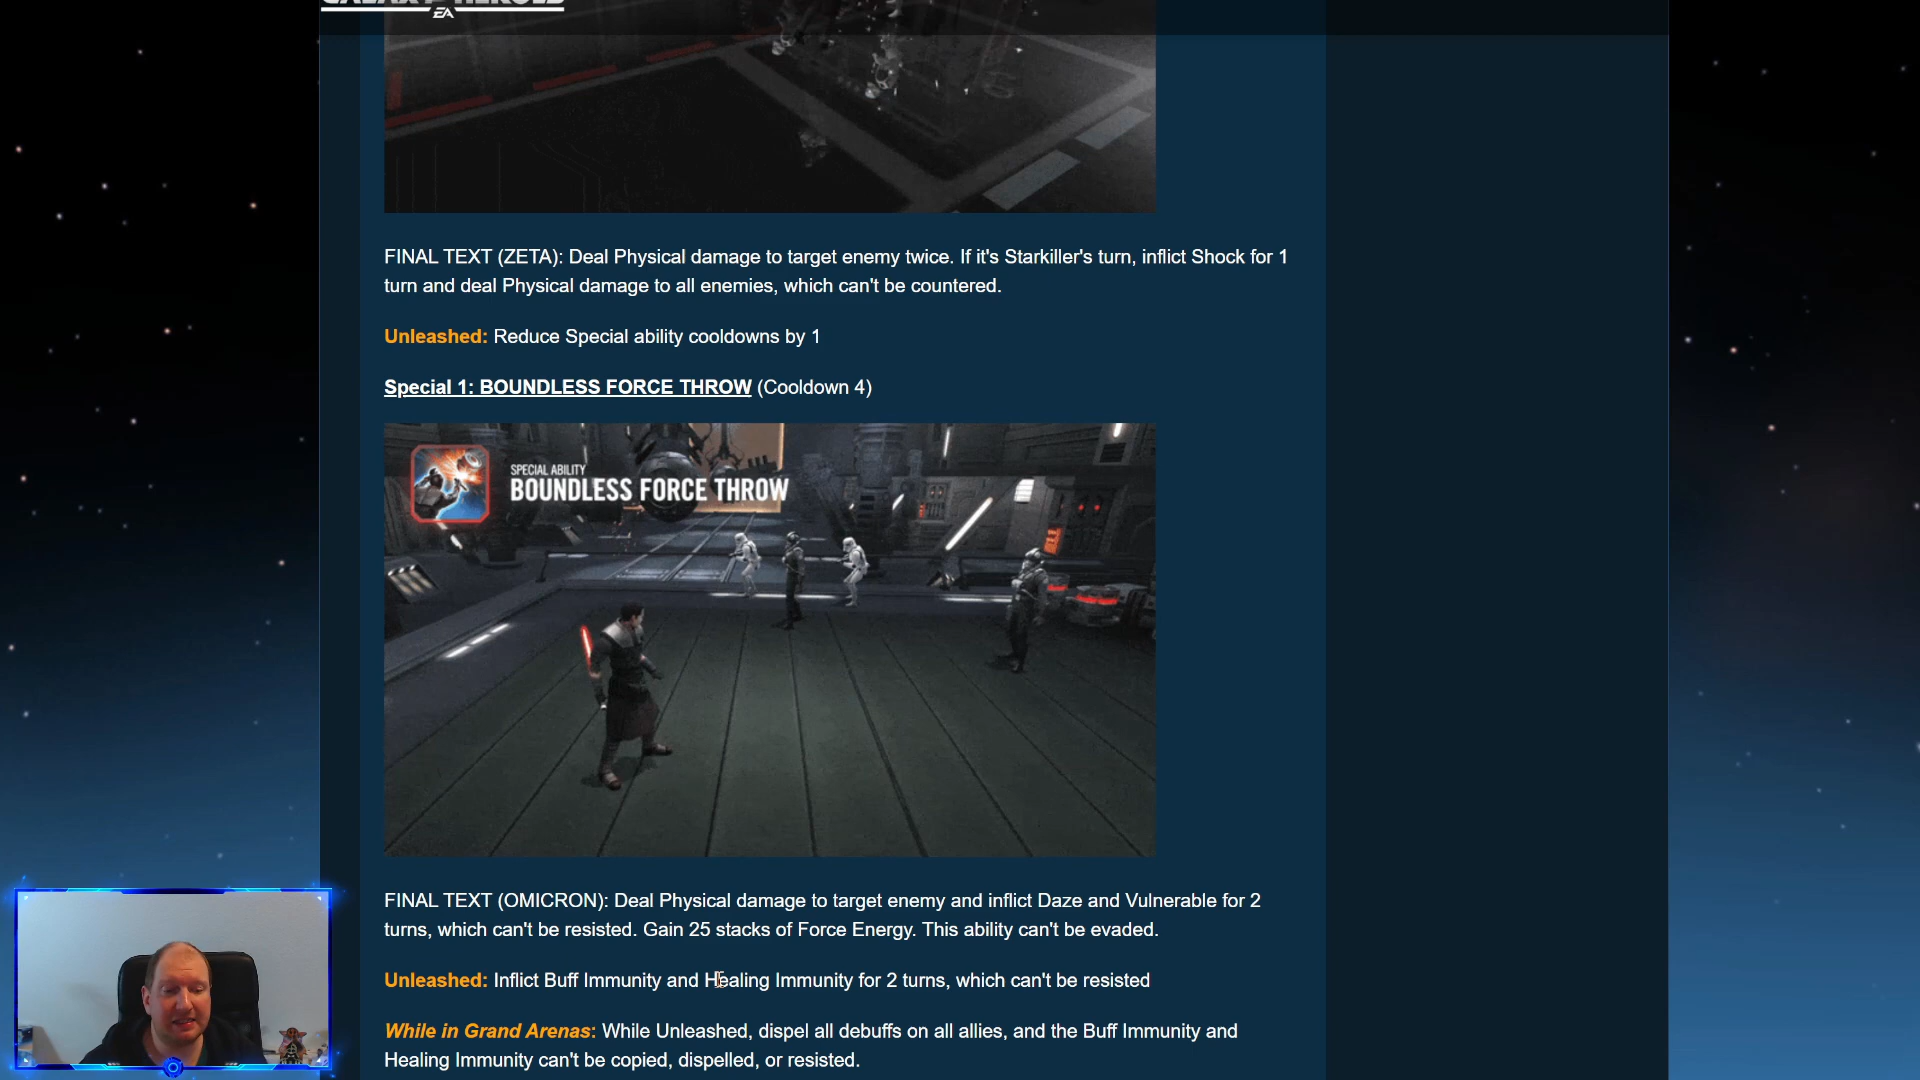 GALAXY HEROES
EA
FINAL TEXT (ZETA): Deal Physical damage to target enemy twice. If it's Starkiller's turn, inflict Shock for 1
turn and deal Physical damage to all enemies, which can't be countered.
Unleashed: Reduce Special ability cooldowns by 1
Special 1: BOUNDLESS FORCE THROW (Cooldown 4)
SPECIAL ABILITY
BOUNDLESS FORCE THROW
FINAL TEXT (OMICRON): Deal Physical damage to target enemy and inflict Daze and Vulnerable for 2
turns, which can't be resisted. Gain 25 stacks of Force Energy. This ability can't be evaded.
Unleashed: Inflict Buff Immunity and Healing Immunity for 2 turns, which can't be resisted
While in Grand Arenas: While Unleashed, dispel all debuffs on all allies, and the Buff Immunity and
Healing Immunity can't be copied, dispelled, or resisted.